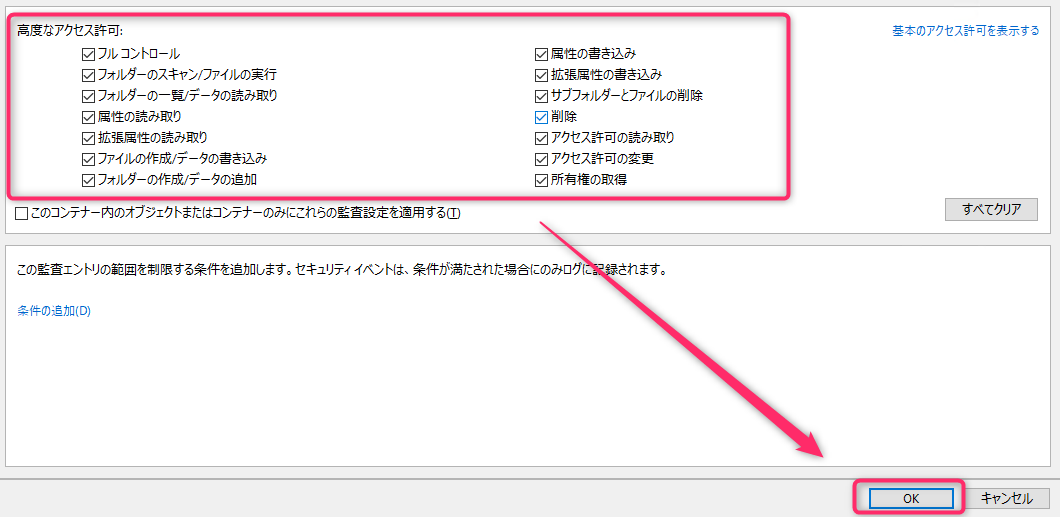 高度なアクセス許可:
基本のアクセス許可を表示する
フル コントロール
属性の書き込み
フォルダーのスキャン/ファイルの実行
拡張属性の書き込み
フォルダーの一覧/データの読み取り
サブフォルダーとファイルの削除
属性の読み取り
削除
拡張属性の読み取り
アクセス許可の読み取り
ファイルの作成/データの書き込み
アクセス許可の変更
フォルダーの作成/データの追加
所有権の取得
このコンテナー内のオブジェクトまたはコンテナーのみにこれらの監査設定を適用する(T)
すべてクリア
この監査エントリの範囲を制限する条件を追加します。セキュリティ イベントは、条件が満たされた場合にのみログに記録されます。
条件の追加(D)
OK
キャンセル